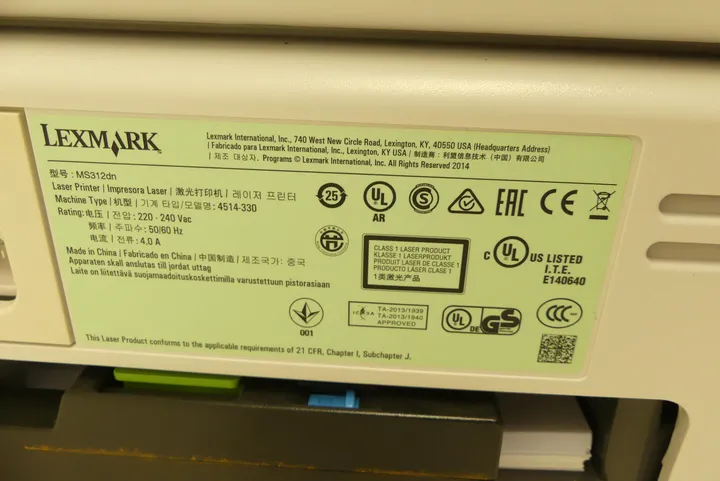 LEXMARK
Lexmark International, Inc., 740 West New Circle Road, Lexington, KY, 40550 USA (Headquarters Address)
| Fabricado para Lexmark International, Inc., Lexington, KY USA | 制造商: 利盟信息技术 (中国) 有限公司
| 제조 대상자. Programs © Lexmark International, Inc. All Rights Reserved 2014
型号: MS312dn
Laser Printer | Impresora Laser | 激光打印机 | 레이저 프린터
Machine Type | 机型 | 기계 타입/모델명: 4514-330
Rating: 电压 | 전압: 220 - 240 Vac
频率 | 주파수: 50/60 Hz
电流 | 전류: 4.0 A
Made in China | Fabricado en China | 中国制造 | 제조국가: 중국
Apparaten skall anslutas till jordat uttag
Laite on liitettävä suojamaadoituskoskettimilla varustettuun pistorasiaan
25
UL
AR
S
EAC
CE
CLASS 1 LASER PRODUCT
KLASSE 1 LASERPRODUKT
PRODUIT LASER DE CLASSE 1
PRODUCTO LÁSER CLASE 1
1类激光产品
C UL US LISTED
I.T.E.
E140640
001
ICASA
TA-2013/1939
TA-2013/1940
APPROVED
UL DE GS
CCC
This Laser Product conforms to the applicable requirements of 21 CFR, Chapter I, Subchapter J.